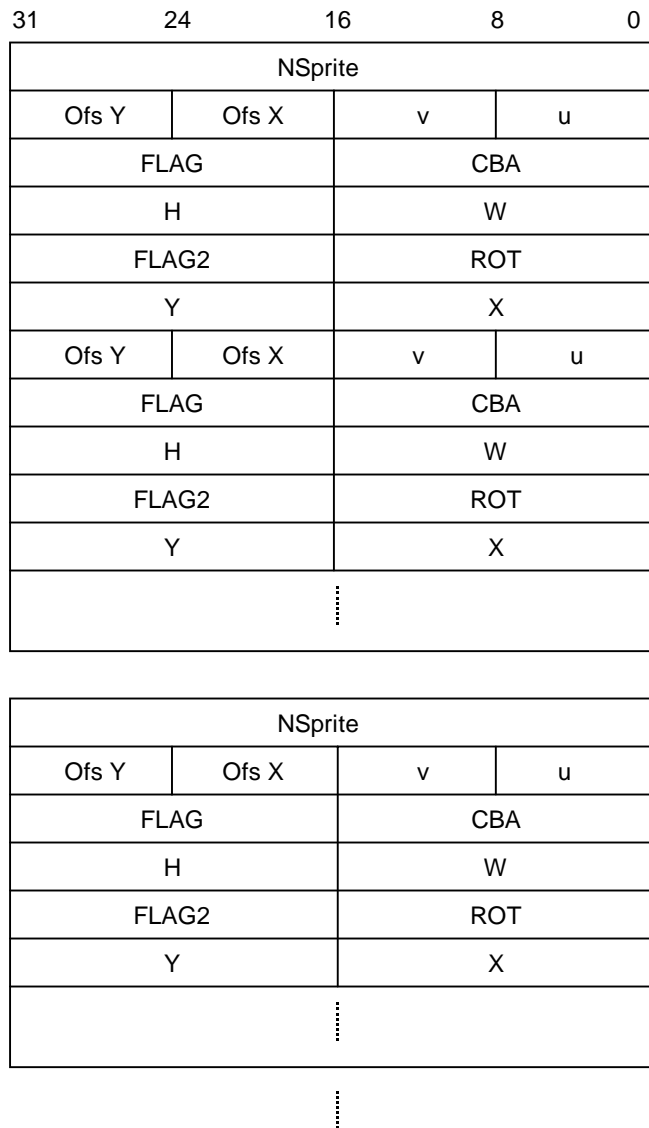 31 24 16 8 0
NSprite
Ofs Y Ofs X v u
FLAG CBA
H W
FLAG2 ROT
Y X
Ofs Y Ofs X v u
FLAG CBA
H W
FLAG2 ROT
Y X
NSprite
Ofs Y Ofs X v u
FLAG CBA
H W
FLAG2 ROT
Y X